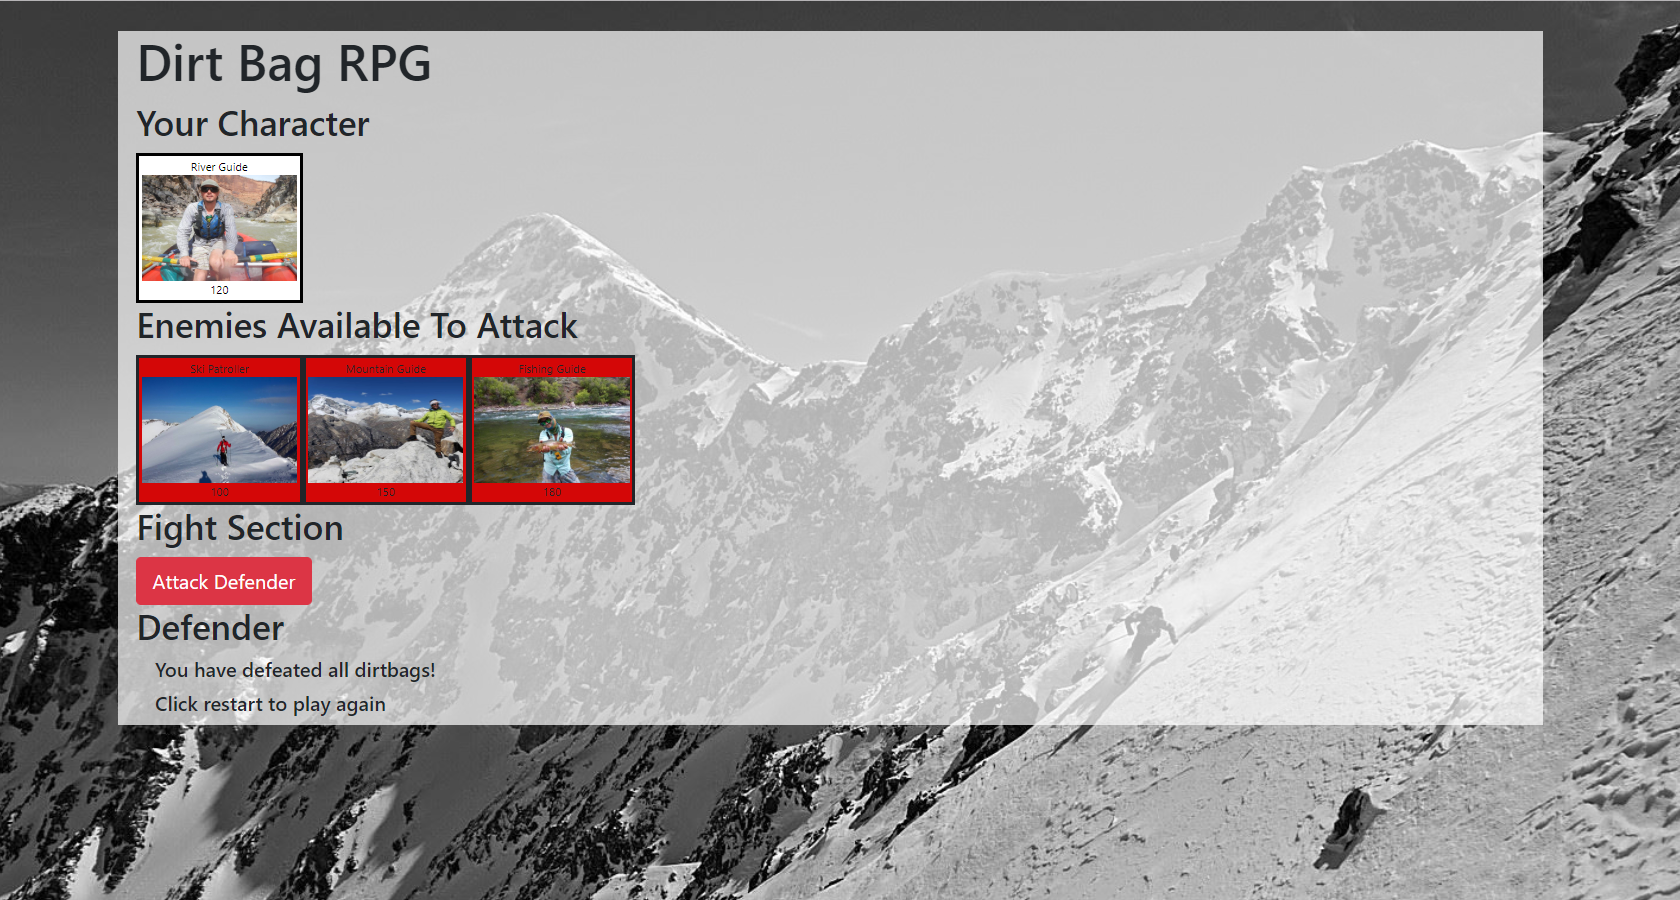 Dirt Bag RPG
Your Character
River Guide
120
Enemies Available To Attack
Ski Patroller
Mountain Guide
Fishing Guide
100
150
180
Fight Section
Attack Defender
Defender
You have defeated all dirtbags!
Click restart to play again